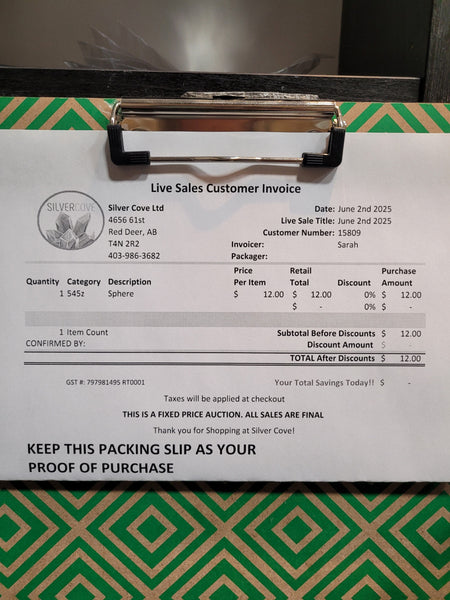 Live Sales Customer Invoice
SILVERCOVE
Silver Cove Ltd
4656 61st
Red Deer, AB
T4N 2R2
403-986-3682
Date: June 2nd 2025
Live Sale Title: June 2nd 2025
Customer Number: 15809
Invoicer: Sarah
Packager:
Quantity Category Description Price Per Item Retail Total Discount Purchase Amount
1 545z Sphere $ 12.00 $ 12.00 0% $ 12.00
$ - 0% $ -
1 Item Count Subtotal Before Discounts $ 12.00
CONFIRMED BY: Discount Amount $ -
TOTAL After Discounts $ 12.00
GST #: 797981495 RT0001 Your Total Savings Today!! $ -
Taxes will be applied at checkout
THIS IS A FIXED PRICE AUCTION. ALL SALES ARE FINAL
Thank you for Shopping at Silver Cove!
KEEP THIS PACKING SLIP AS YOUR
PROOF OF PURCHASE